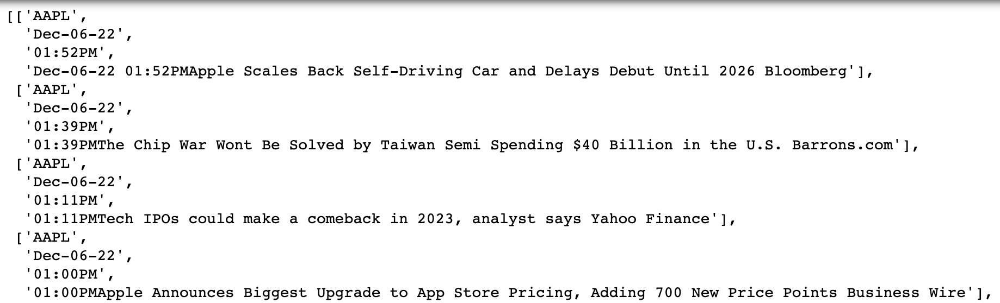 [['AAPL',
'Dec-06-22',
'01:52PM',
'Dec-06-22 01:52PMApple Scales Back Self-Driving Car and Delays Debut Until 2026 Bloomberg'],
['AAPL',
'Dec-06-22',
'01:39PM',
'01:39PMThe Chip War Wont Be Solved by Taiwan Semi Spending $40 Billion in the U.S. Barrons.com'],
['AAPL',
'Dec-06-22',
'01:11PM',
'01:11PMTech IPOs could make a comeback in 2023, analyst says Yahoo Finance'],
['AAPL',
'Dec-06-22',
'01:00PM',
'01:00PMApple Announces Biggest Upgrade to App Store Pricing, Adding 700 New Price Points Business Wire'],